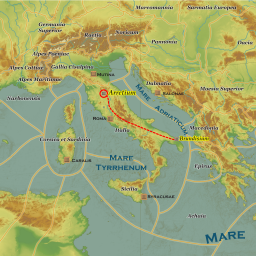 Germania Superior
Noricum
Marcomannia
Sarmatia Europea
Raetia
Pannonia
Dacia
Alpes Poeninae
Alpes Cottiae
Gallia Cisalpina
Alpes Maritimae
MUTINA
Dalmatia
SALONAE
Moesia Superior
Narbonensis
Arretium
MARE ADRIATICUM
ROMA
Italia
Brundisium
Macedonia
Corsica et Sardinia
CARALIS
MARE TYRRHENUM
Epirus
Sicilia
SYRACUSAE
Achaia
MARE